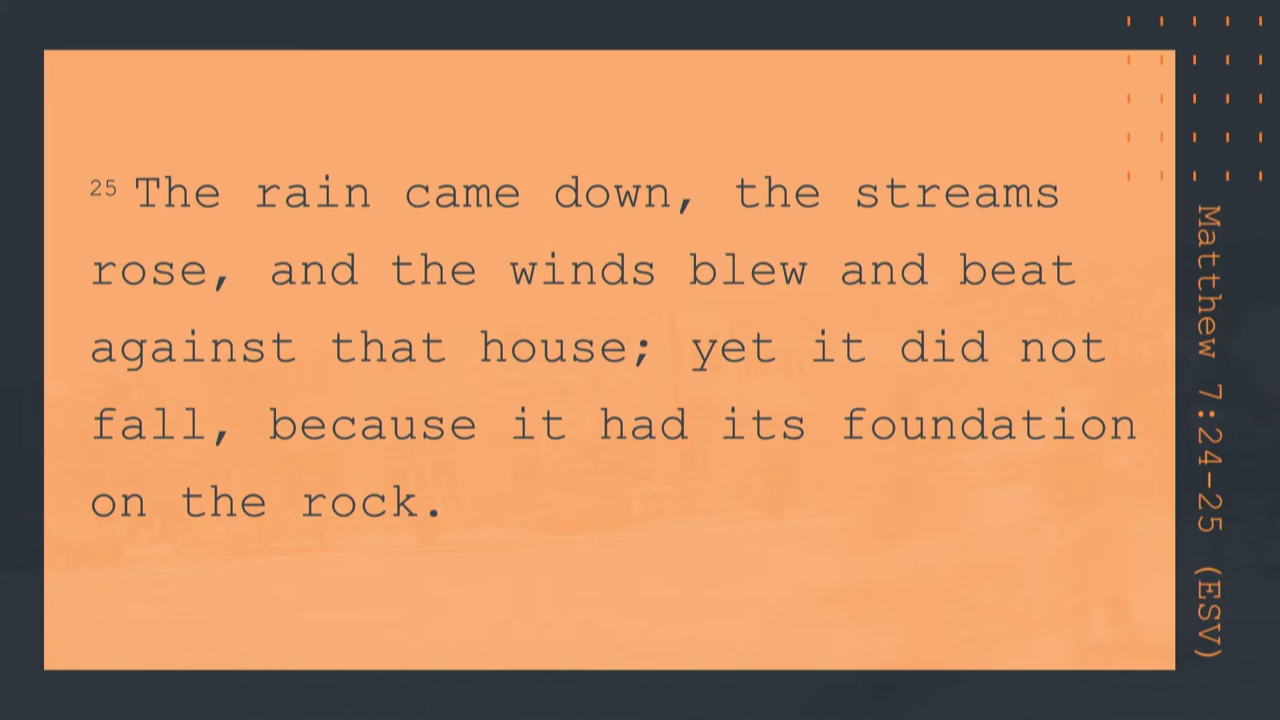 25 The rain came down, the streams
rose, and the winds blew and beat
against that house; yet it did not
fall, because it had its foundation
on the rock.
Matthew 7:24-25 (ESV)